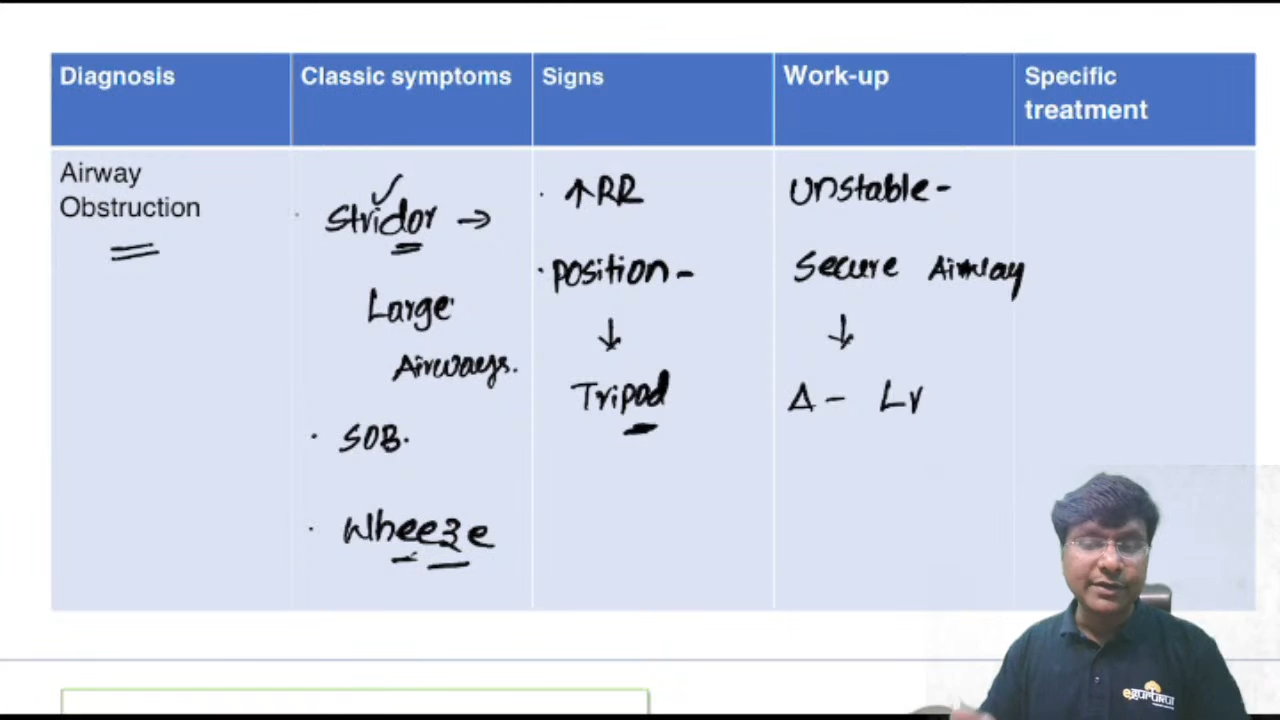 Diagnosis
Classic symptoms
Signs
Work-up
Specific
treatment
Airway
Obstruction
Stridor →
Large
Airways.
· SOB.
· Wheeze
· ↑RR
· Position -
↓
Tripod
Unstable -
Secure Airway
↓
Δ - Lr
egurukul